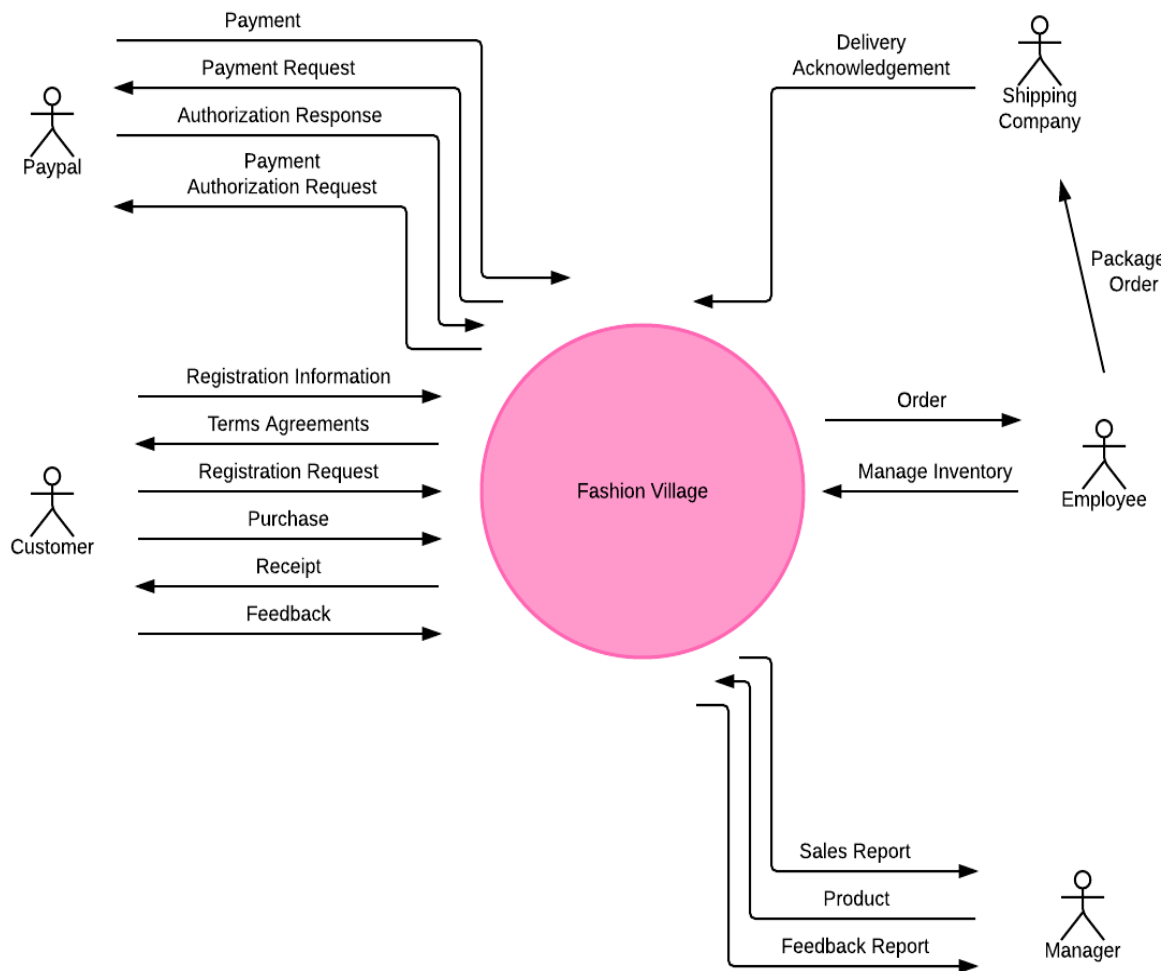 Payment
Payment Request
Authorization Response
Payment
Authorization Request
Paypal
Delivery
Acknowledgement
Shipping
Company
Package
Order
Registration Information
Terms Agreements
Registration Request
Purchase
Receipt
Feedback
Customer
Fashion Village
Order
Manage Inventory
Employee
Sales Report
Product
Feedback Report
Manager